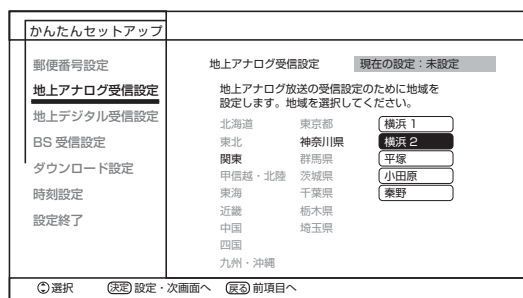 かんたんセットアップ
郵便番号設定
地上アナログ受信設定
地上デジタル受信設定
BS 受信設定
ダウンロード設定
時刻設定
設定終了
地上アナログ受信設定 現在の設定：未設定
地上アナログ放送の受信設定のために地域を
設定します。地域を選択してください。
北海道 東京都 横浜 1
東北 神奈川県 横浜 2
関東 群馬県 平塚
甲信越・北陸 茨城県 小田原
東海 千葉県 秦野
近畿 栃木県
中国 埼玉県
四国
九州・沖縄
選択 決定 設定・次画面へ 戻る 前項目へ